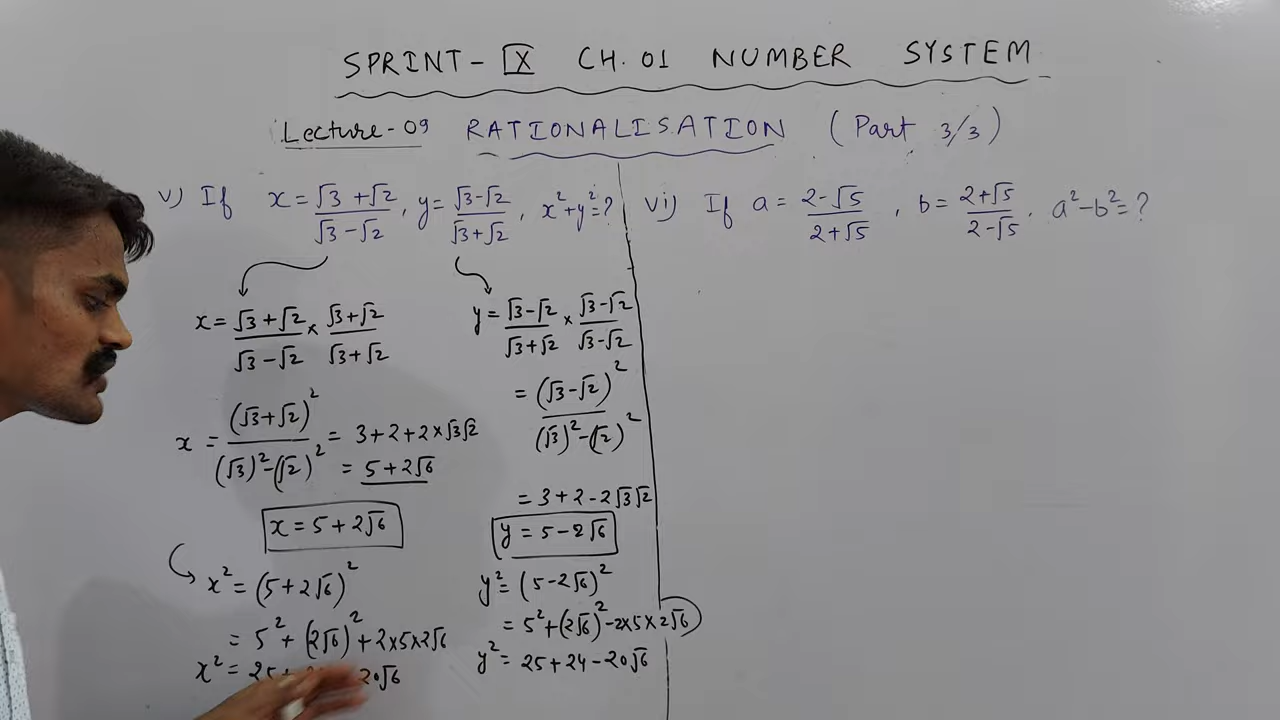 SPRINT-IX CH.01 NUMBER SYSTEM
Lecture-09 RATIONALISATION (Part 3/3)
v) If x = (√3+√2)/(√3-√2), y = (√3-√2)/(√3+√2), x²+y²=?
x = (√3+√2)/(√3-√2) × (√3+√2)/(√3+√2)
x = (√3+√2)²/((√3)²-(√2)²) = 3+2+2×√3√2
= 5+2√6
x = 5+2√6
x² = (5+2√6)²
= 5²+(2√6)²+2×5×2√6
x² = 25+ 20√6
y = (√3-√2)/(√3+√2) × (√3-√2)/(√3-√2)
= (√3-√2)²/((√3)²-(√2)²)
= 3+2-2√3√2
y = 5-2√6
y² = (5-2√6)²
= 5²+(2√6)²-2×5×2√6
y² = 25+24-20√6
vi) If a = (2-√5)/(2+√5), b = (2+√5)/(2-√5). a²-b²=?